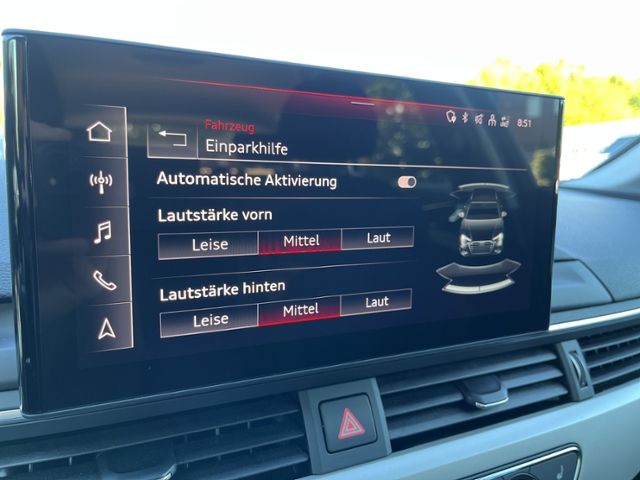 8:51
Fahrzeug
Einparkhilfe
Automatische Aktivierung
Lautstärke vorn
Leise Mittel Laut
Lautstärke hinten
Leise Mittel Laut